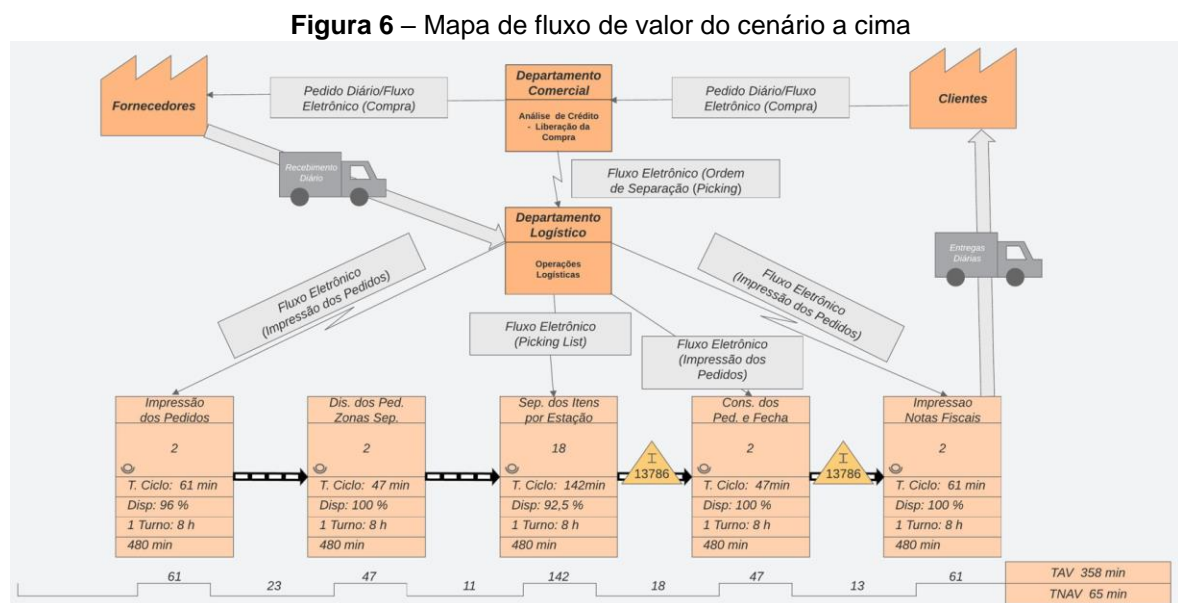 Figura 6 – Mapa de fluxo de valor do cenário a cima
Fornecedores
Pedido Diário/Fluxo
Eletrônico (Compra)
Departamento
Comercial
Análise de Crédito
- Liberação da
Compra
Pedido Diário/Fluxo
Eletrônico (Compra)
Clientes
Recebimento
Diário
Fluxo Eletrônico (Ordem
de Separação (Picking)
Departamento
Logístico
Operações
Logísticas
Entregas
Diárias
Fluxo Eletrônico
(Impressão dos Pedidos)
Fluxo Eletrônico
(Picking List)
Fluxo Eletrônico
(Impressão dos
Pedidos)
Fluxo Eletrônico
(Impressão dos Pedidos)
Impressão
dos Pedidos
2
T. Ciclo: 61 min
Disp: 96 %
1 Turno: 8 h
480 min
Dis. dos Ped.
Zonas Sep.
2
T. Ciclo: 47 min
Disp: 100 %
1 Turno: 8 h
480 min
Sep. dos Itens
por Estação
18
T. Ciclo: 142min
Disp: 92,5 %
1 Turno: 8 h
480 min
I
13786
Cons. dos
Ped. e Fecha
2
T. Ciclo: 47min
Disp: 100 %
1 Turno: 8 h
480 min
I
13786
Impressao
Notas Fiscais
2
T. Ciclo: 61 min
Disp: 100 %
1 Turno: 8 h
480 min
61
23
47
11
142
18
47
13
61
TAV 358 min
TNAV 65 min